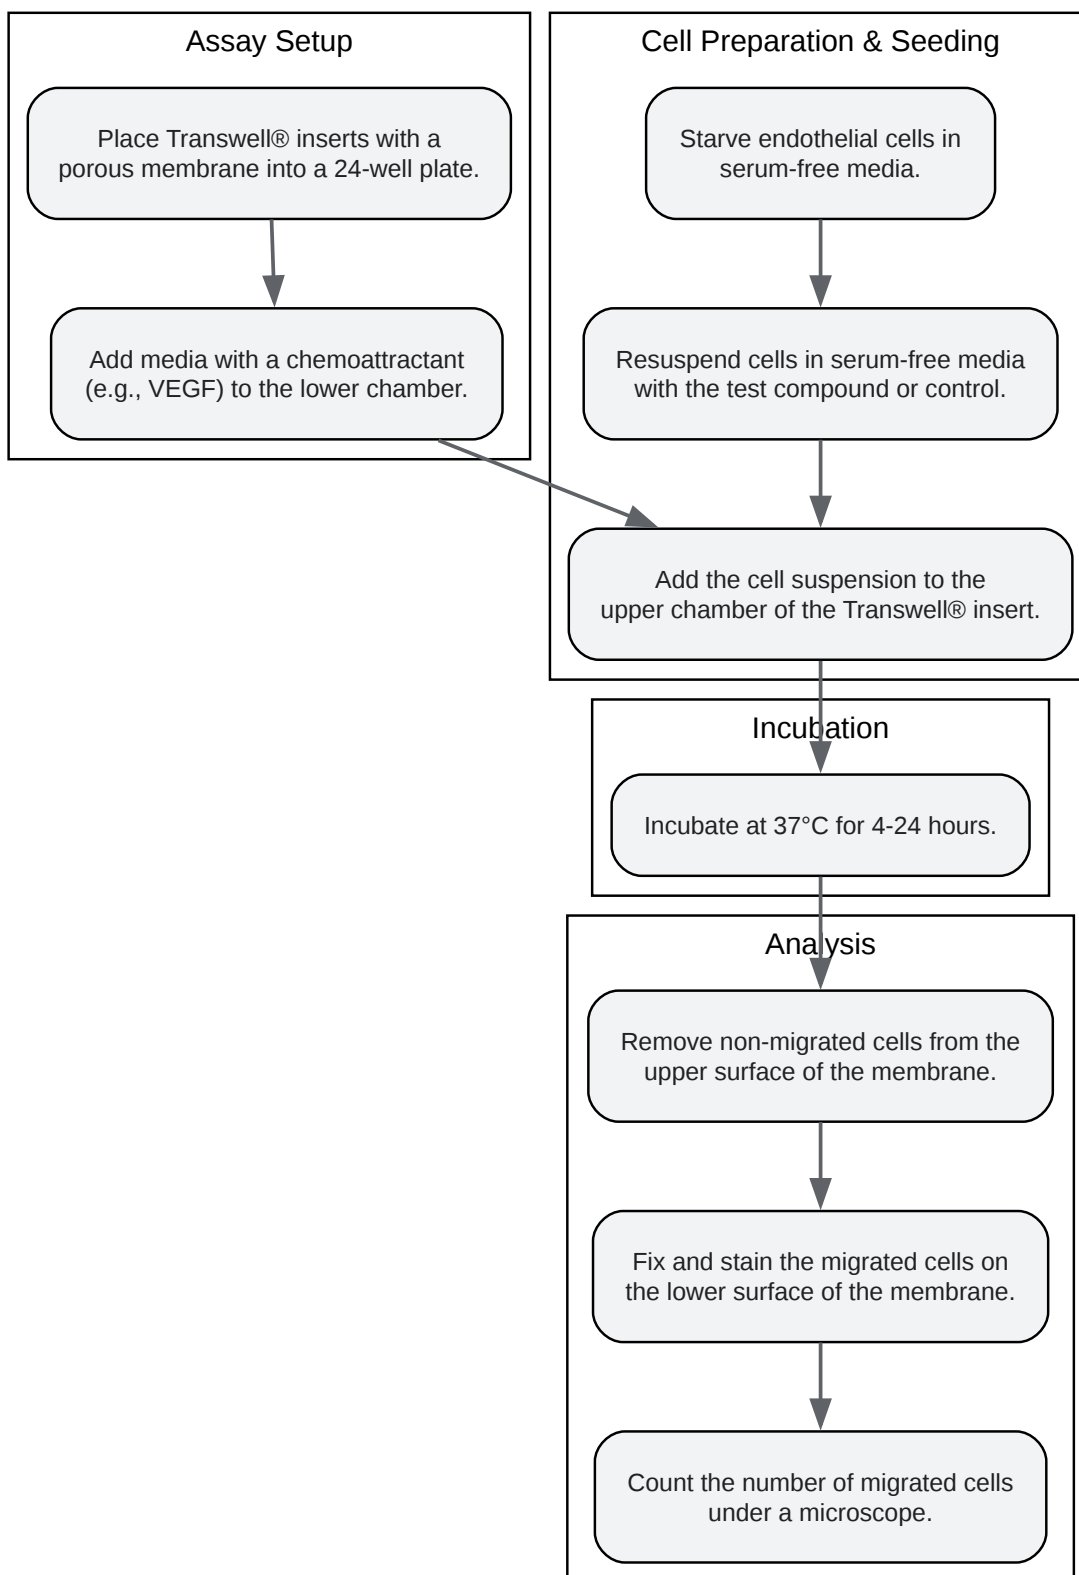 Assay Setup
Place Transwell® inserts with a
porous membrane into a 24-well plate.
Add media with a chemoattractant
(e.g., VEGF) to the lower chamber.
Cell Preparation & Seeding
Starve endothelial cells in
serum-free media.
Resuspend cells in serum-free media
with the test compound or control.
Add the cell suspension to the
upper chamber of the Transwell® insert.
Incubation
Incubate at 37°C for 4-24 hours.
Analysis
Remove non-migrated cells from the
upper surface of the membrane.
Fix and stain the migrated cells on
the lower surface of the membrane.
Count the number of migrated cells
under a microscope.